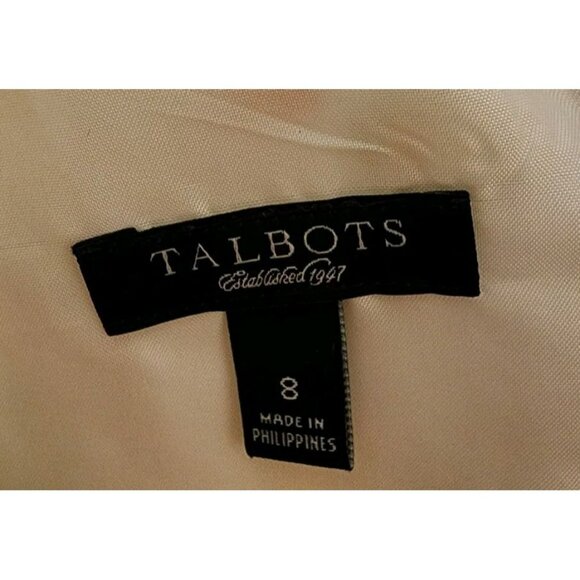 TALBOTS
Established 1947
8
MADE IN
PHILIPPINES